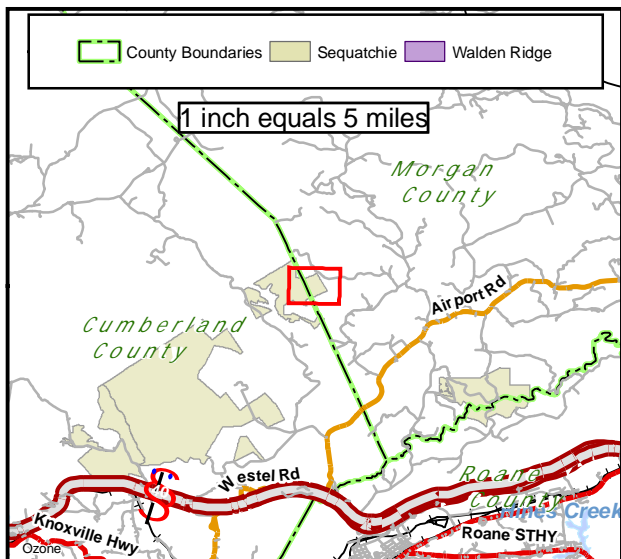 County Boundaries
Sequatchie
Walden Ridge
1 inch equals 5 miles
Morgan
County
Airport Rd
Cumberland
County
Westel Rd
Roane
County
Knoxville Hwy
Roane STHY
Ozone